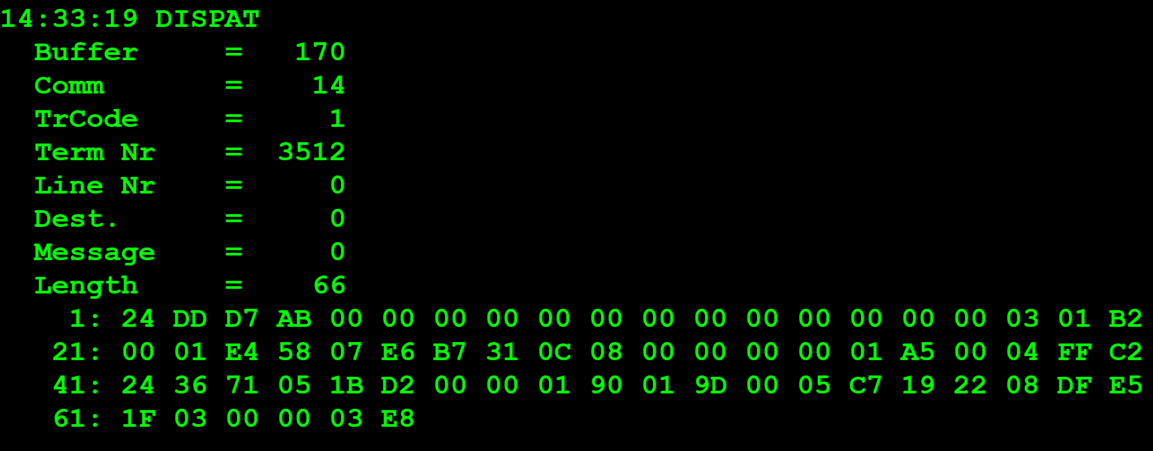 14:33:19 DISPAT
Buffer = 170
Comm = 14
TrCode = 1
Term Nr = 3512
Line Nr = 0
Dest. = 0
Message = 0
Length = 66
1: 24 DD D7 AB 00 00 00 00 00 00 00 00 00 00 00 00 00 03 01 B2
21: 00 01 E4 58 07 E6 B7 31 0C 08 00 00 00 00 01 A5 00 04 FF C2
41: 24 36 71 05 1B D2 00 00 01 90 01 9D 00 05 C7 19 22 08 DF E5
61: 1F 03 00 00 03 E8